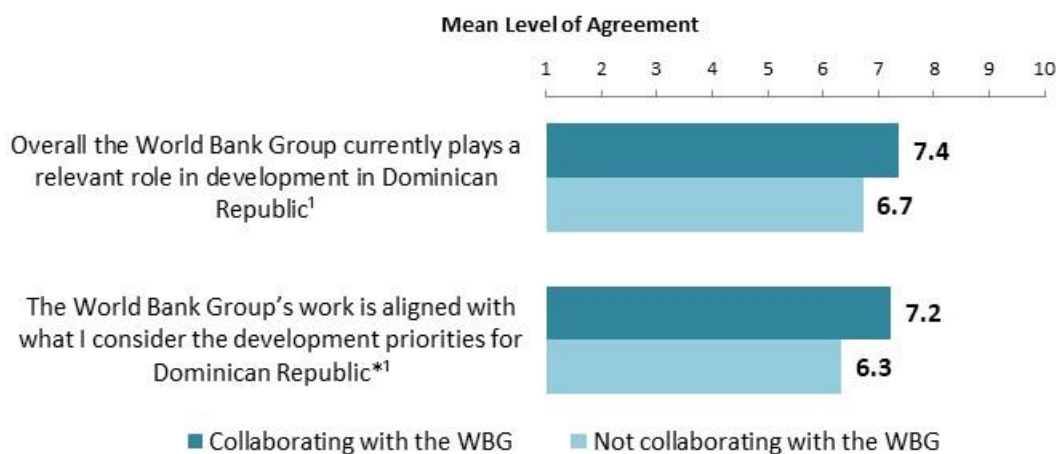 Mean Level of Agreement
1 2 3 4 5 6 7 8 9 10
Overall the World Bank Group currently plays a
relevant role in development in Dominican
Republic¹
7.4
6.7
The World Bank Group’s work is aligned with
what I consider the development priorities for
Dominican Republic*¹
7.2
6.3
Collaborating with the WBG Not collaborating with the WBG